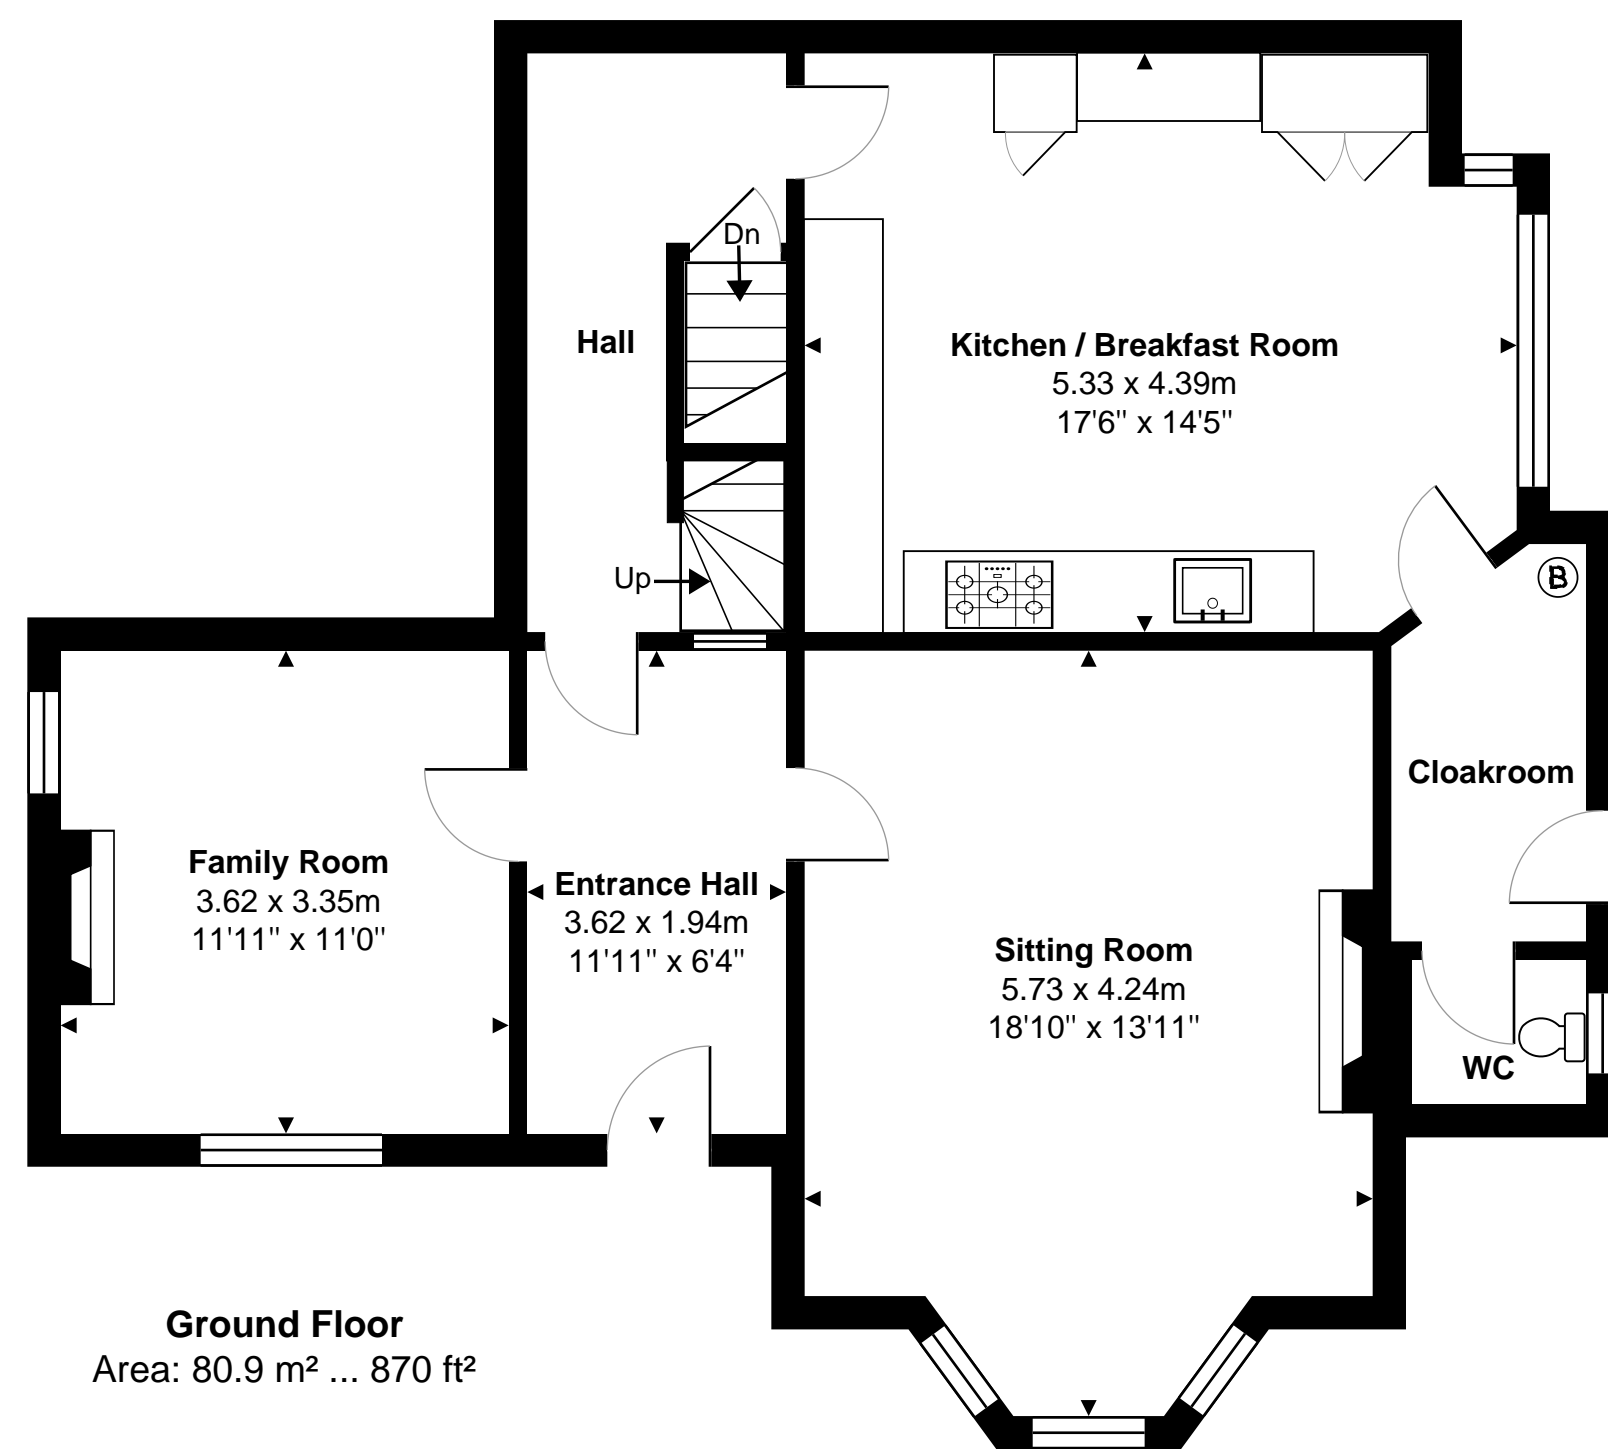 Dn
Hall
Kitchen / Breakfast Room
5.33 x 4.39m
17'6" x 14'5"
Up
B
Cloakroom
Family Room
3.62 x 3.35m
11'11" x 11'0"
Entrance Hall
3.62 x 1.94m
11'11" x 6'4"
Sitting Room
5.73 x 4.24m
18'10" x 13'11"
WC
Ground Floor
Area: 80.9 m² ... 870 ft²